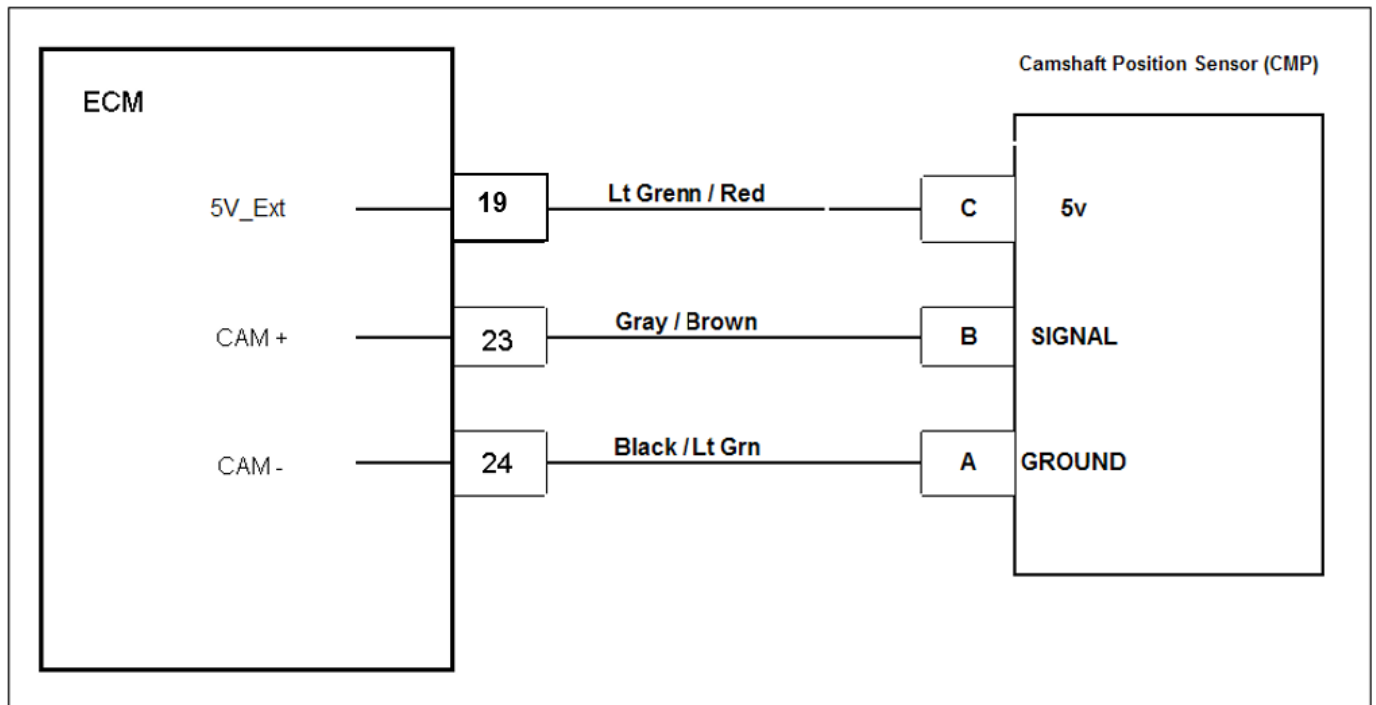 Camshaft Position Sensor (CMP)
ECM
5V_Ext 19 Lt Grenn / Red C 5v
CAM + 23 Gray / Brown B SIGNAL
CAM - 24 Black / Lt Grn A GROUND